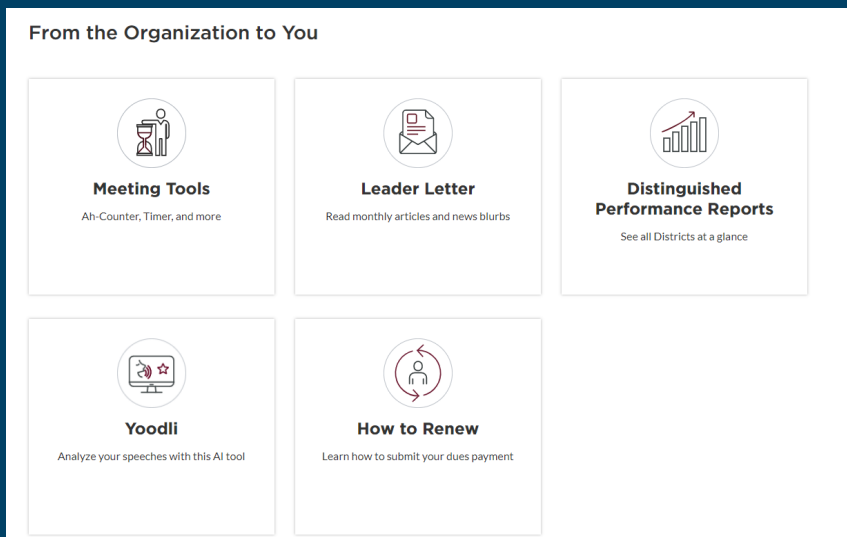 From the Organization to You
Meeting Tools
Ah-Counter, Timer, and more
Leader Letter
Read monthly articles and news blurbs
Distinguished
Performance Reports
See all Districts at a glance
Yoodli
Analyze your speeches with this AI tool
How to Renew
Learn how to submit your dues payment